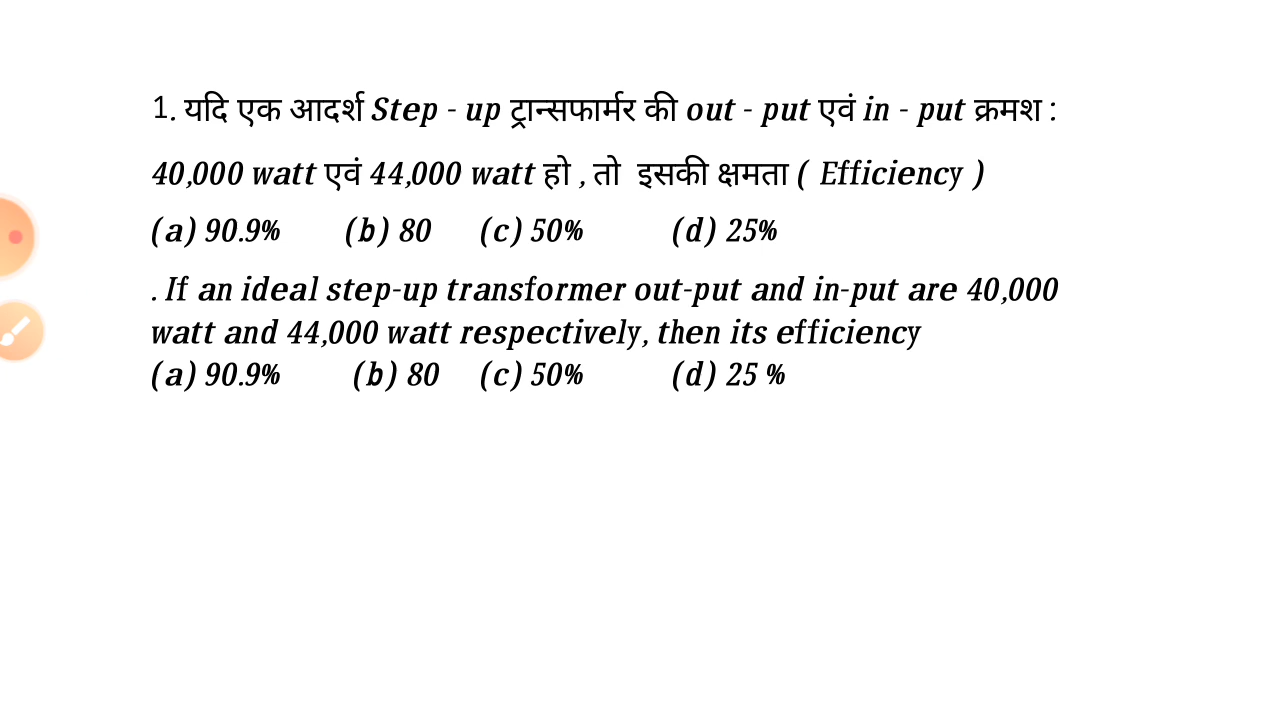 1. यदि एक आदर्श Step - up ट्रान्सफार्मर की out - put एवं in - put क्रमश :
40,000 watt एवं 44,000 watt हो , तो इसकी क्षमता ( Efficiency )
(a) 90.9% (b) 80 (c) 50% (d) 25%
. If an ideal step-up transformer out-put and in-put are 40,000
watt and 44,000 watt respectively, then its efficiency
(a) 90.9% (b) 80 (c) 50% (d) 25 %